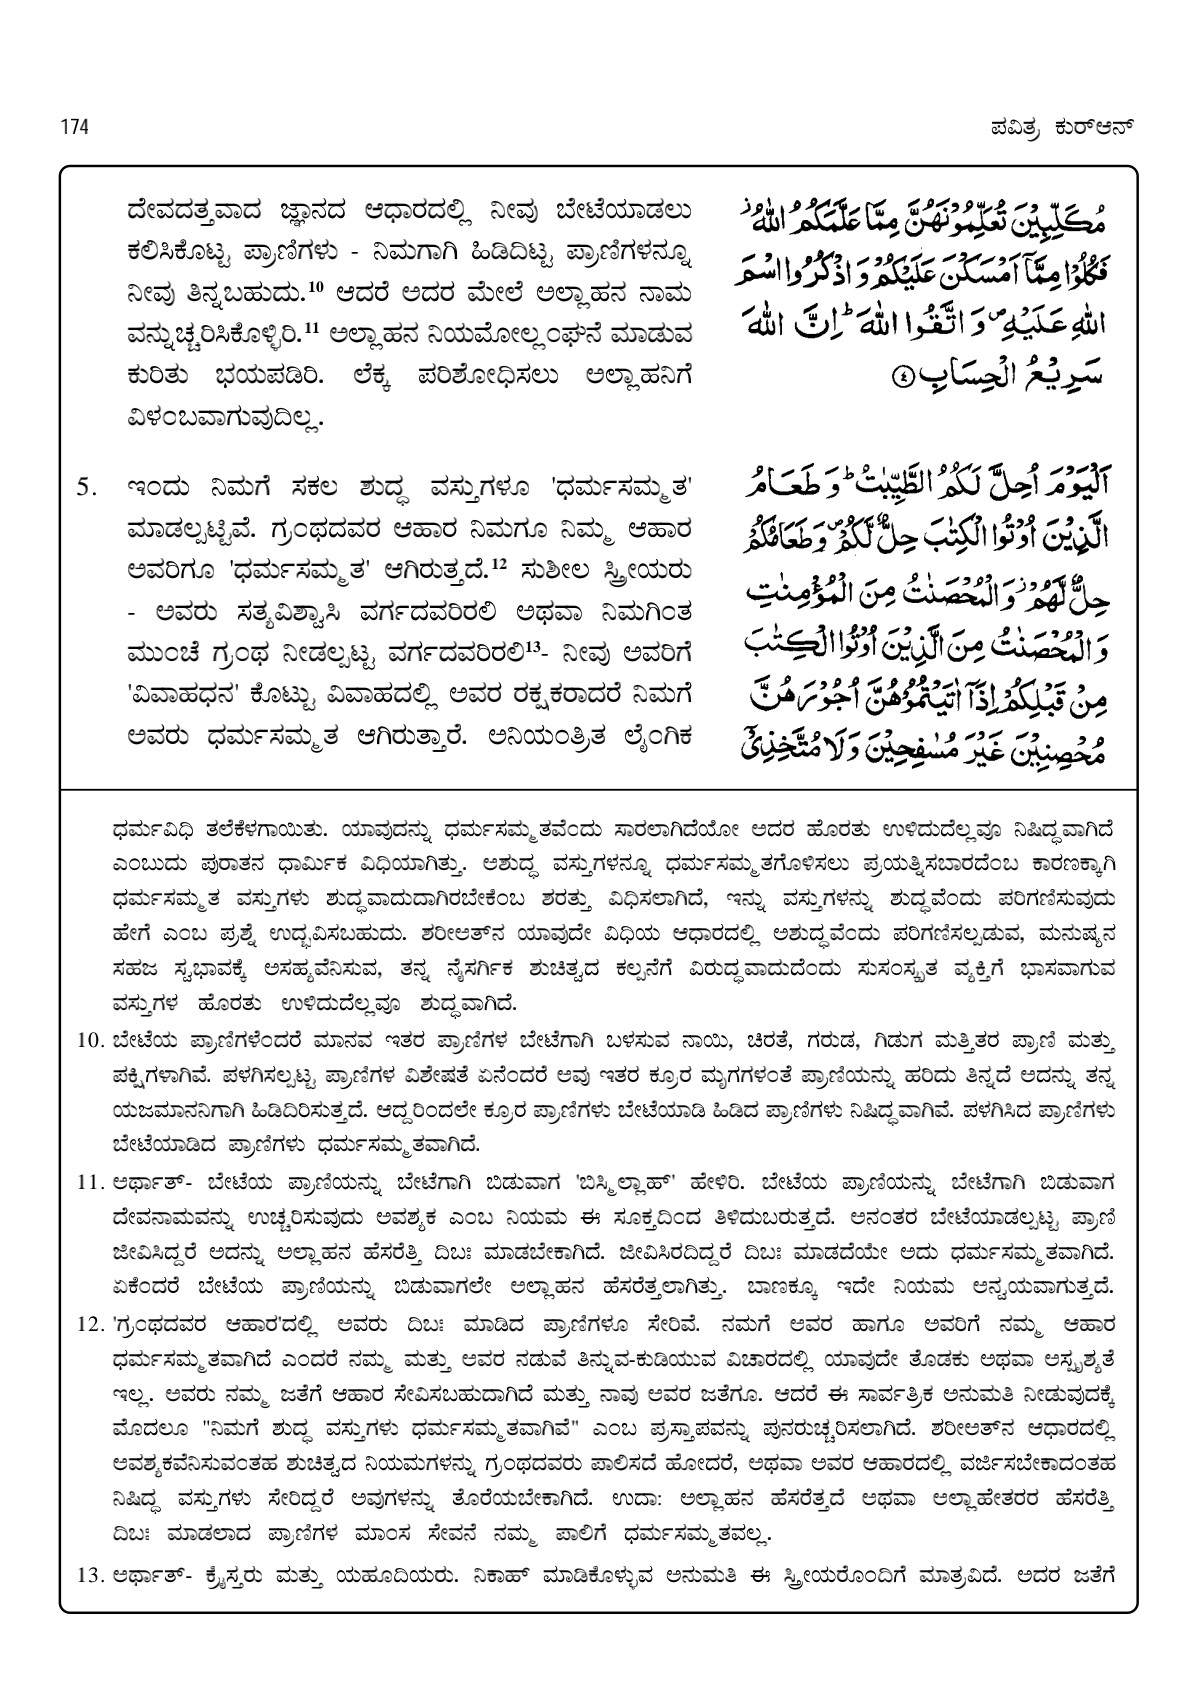 174 ಪವಿತ್ರ ಕುರ್‌ಆನ್
ದೇವದತ್ತವಾದ ಜ್ಞಾನದ ಆಧಾರದಲ್ಲಿ ನೀವು ಬೇಟೆಯಾಡಲು
ಕಲಿಸಿಕೊಟ್ಟ ಪ್ರಾಣಿಗಳು - ನಿಮಗಾಗಿ ಹಿಡಿದಿಟ್ಟ ಪ್ರಾಣಿಗಳನ್ನೂ
ನೀವು ತಿನ್ನಬಹುದು.¹⁰ ಆದರೆ ಅದರ ಮೇಲೆ ಅಲ್ಲಾಹನ ನಾಮ
ವನ್ನುಚ್ಚರಿಸಿಕೊಳ್ಳಿರಿ.¹¹ ಅಲ್ಲಾಹನ ನಿಯಮೋಲ್ಲಂಘನೆ ಮಾಡುವ
ಕುರಿತು ಭಯಪಡಿರಿ. ಲೆಕ್ಕ ಪರಿಶೋಧಿಸಲು ಅಲ್ಲಾಹನಿಗೆ
ವಿಳಂಬವಾಗುವುದಿಲ್ಲ.
مُكَلِّبِيْنَ تُعَلِّمُوْنَهُنَّ مِمَّا عَلَّمَكُمُ اللّٰهُ ز
فَكُلُوْا مِمَّاۤ اَمْسَكْنَ عَلَيْكُمْ وَ اذْكُرُوا اسْمَ
اللّٰهِ عَلَيْهِ ص وَ اتَّقُوا اللّٰهَ ؕ اِنَّ اللّٰهَ
سَرِيْعُ الْحِسَابِ ۴
5. ಇಂದು ನಿಮಗೆ ಸಕಲ ಶುದ್ಧ ವಸ್ತುಗಳೂ 'ಧರ್ಮಸಮ್ಮತ'
ಮಾಡಲ್ಪಟ್ಟಿವೆ. ಗ್ರಂಥದವರ ಆಹಾರ ನಿಮಗೂ ನಿಮ್ಮ ಆಹಾರ
ಅವರಿಗೂ 'ಧರ್ಮಸಮ್ಮತ' ಆಗಿರುತ್ತದೆ.¹² ಸುಶೀಲ ಸ್ತ್ರೀಯರು
- ಅವರು ಸತ್ಯವಿಶ್ವಾಸಿ ವರ್ಗದವರಿರಲಿ ಅಥವಾ ನಿಮಗಿಂತ
ಮುಂಚೆ ಗ್ರಂಥ ನೀಡಲ್ಪಟ್ಟ ವರ್ಗದವರಿರಲಿ¹³- ನೀವು ಅವರಿಗೆ
'ವಿವಾಹಧನ' ಕೊಟ್ಟು ವಿವಾಹದಲ್ಲಿ ಅವರ ರಕ್ಷಕರಾದರೆ ನಿಮಗೆ
ಅವರು ಧರ್ಮಸಮ್ಮತ ಆಗಿರುತ್ತಾರೆ. ಅನಿಯಂತ್ರಿತ ಲೈಂಗಿಕ
اَلْيَوْمَ اُحِلَّ لَكُمُ الطَّيِّبٰتُ ؕ وَ طَعَامُ
الَّذِيْنَ اُوْتُوا الْكِتٰبَ حِلٌّ لَّكُمْ ص وَ طَعَامُكُمْ
حِلٌّ لَّهُمْ ز وَ الْمُحْصَنٰتُ مِنَ الْمُؤْمِنٰتِ
وَ الْمُحْصَنٰتُ مِنَ الَّذِيْنَ اُوْتُوا الْكِتٰبَ
مِنْ قَبْلِكُمْ اِذَاۤ اٰتَيْتُمُوْهُنَّ اُجُوْرَهُنَّ
مُحْصِنِيْنَ غَيْرَ مُسٰفِحِيْنَ وَ لَا مُتَّخِذِيْۤ
ಧರ್ಮವಿಧಿ ತಲೆಕೆಳಗಾಯಿತು. ಯಾವುದನ್ನು ಧರ್ಮಸಮ್ಮತವೆಂದು ಸಾರಲಾಗಿದೆಯೋ ಅದರ ಹೊರತು ಉಳಿದುದೆಲ್ಲವೂ ನಿಷಿದ್ಧವಾಗಿದೆ
ಎಂಬುದು ಪುರಾತನ ಧಾರ್ಮಿಕ ವಿಧಿಯಾಗಿತ್ತು. ಅಶುದ್ಧ ವಸ್ತುಗಳನ್ನೂ ಧರ್ಮಸಮ್ಮತಗೊಳಿಸಲು ಪ್ರಯತ್ನಿಸಬಾರದೆಂಬ ಕಾರಣಕ್ಕಾಗಿ
ಧರ್ಮಸಮ್ಮತ ವಸ್ತುಗಳು ಶುದ್ಧವಾದುದಾಗಿರಬೇಕೆಂಬ ಶರತ್ತು ವಿಧಿಸಲಾಗಿದೆ, ಇನ್ನು ವಸ್ತುಗಳನ್ನು ಶುದ್ಧವೆಂದು ಪರಿಗಣಿಸುವುದು
ಹೇಗೆ ಎಂಬ ಪ್ರಶ್ನೆ ಉದ್ಭವಿಸಬಹುದು. ಶರೀಅತ್‌ನ ಯಾವುದೇ ವಿಧಿಯ ಆಧಾರದಲ್ಲಿ ಅಶುದ್ಧವೆಂದು ಪರಿಗಣಿಸಲ್ಪಡುವ, ಮನುಷ್ಯನ
ಸಹಜ ಸ್ವಭಾವಕ್ಕೆ ಅಸಹ್ಯವೆನಿಸುವ, ತನ್ನ ನೈಸರ್ಗಿಕ ಶುಚಿತ್ವದ ಕಲ್ಪನೆಗೆ ವಿರುದ್ಧವಾದುದೆಂದು ಸುಸಂಸ್ಕೃತ ವ್ಯಕ್ತಿಗೆ ಭಾಸವಾಗುವ
ವಸ್ತುಗಳ ಹೊರತು ಉಳಿದುದೆಲ್ಲವೂ ಶುದ್ಧವಾಗಿದೆ.
10. ಬೇಟೆಯ ಪ್ರಾಣಿಗಳೆಂದರೆ ಮಾನವ ಇತರ ಪ್ರಾಣಿಗಳ ಬೇಟೆಗಾಗಿ ಬಳಸುವ ನಾಯಿ, ಚಿರತೆ, ಗರುಡ, ಗಿಡುಗ ಮತ್ತಿತರ ಪ್ರಾಣಿ ಮತ್ತು
ಪಕ್ಷಿಗಳಾಗಿವೆ. ಪಳಗಿಸಲ್ಪಟ್ಟ ಪ್ರಾಣಿಗಳ ವಿಶೇಷತೆ ಏನೆಂದರೆ ಅವು ಇತರ ಕ್ರೂರ ಮೃಗಗಳಂತೆ ಪ್ರಾಣಿಯನ್ನು ಹರಿದು ತಿನ್ನದೆ ಅದನ್ನು ತನ್ನ
ಯಜಮಾನನಿಗಾಗಿ ಹಿಡಿದಿರಿಸುತ್ತದೆ. ಆದ್ದರಿಂದಲೇ ಕ್ರೂರ ಪ್ರಾಣಿಗಳು ಬೇಟೆಯಾಡಿ ಹಿಡಿದ ಪ್ರಾಣಿಗಳು ನಿಷಿದ್ಧವಾಗಿವೆ. ಪಳಗಿಸಿದ ಪ್ರಾಣಿಗಳು
ಬೇಟೆಯಾಡಿದ ಪ್ರಾಣಿಗಳು ಧರ್ಮಸಮ್ಮತವಾಗಿದೆ.
11. ಅರ್ಥಾತ್- ಬೇಟೆಯ ಪ್ರಾಣಿಯನ್ನು ಬೇಟೆಗಾಗಿ ಬಿಡುವಾಗ 'ಬಿಸ್ಮಿಲ್ಲಾಹ್' ಹೇಳಿರಿ. ಬೇಟೆಯ ಪ್ರಾಣಿಯನ್ನು ಬೇಟೆಗಾಗಿ ಬಿಡುವಾಗ
ದೇವನಾಮವನ್ನು ಉಚ್ಚರಿಸುವುದು ಅವಶ್ಯಕ ಎಂಬ ನಿಯಮ ಈ ಸೂಕ್ತದಿಂದ ತಿಳಿದುಬರುತ್ತದೆ. ಅನಂತರ ಬೇಟೆಯಾಡಲ್ಪಟ್ಟ ಪ್ರಾಣಿ
ಜೀವಿಸಿದ್ದರೆ ಅದನ್ನು ಅಲ್ಲಾಹನ ಹೆಸರೆತ್ತಿ ದಿಬಃ ಮಾಡಬೇಕಾಗಿದೆ. ಜೀವಿಸಿರದಿದ್ದರೆ ದಿಬಃ ಮಾಡದೆಯೇ ಅದು ಧರ್ಮಸಮ್ಮತವಾಗಿದೆ.
ಏಕೆಂದರೆ ಬೇಟೆಯ ಪ್ರಾಣಿಯನ್ನು ಬಿಡುವಾಗಲೇ ಅಲ್ಲಾಹನ ಹೆಸರೆತ್ತಲಾಗಿತ್ತು. ಬಾಣಕ್ಕೂ ಇದೇ ನಿಯಮ ಅನ್ವಯವಾಗುತ್ತದೆ.
12. 'ಗ್ರಂಥದವರ ಆಹಾರ'ದಲ್ಲಿ ಅವರು ದಿಬಃ ಮಾಡಿದ ಪ್ರಾಣಿಗಳೂ ಸೇರಿವೆ. ನಮಗೆ ಅವರ ಹಾಗೂ ಅವರಿಗೆ ನಮ್ಮ ಆಹಾರ
ಧರ್ಮಸಮ್ಮತವಾಗಿದೆ ಎಂದರೆ ನಮ್ಮ ಮತ್ತು ಅವರ ನಡುವೆ ತಿನ್ನುವ-ಕುಡಿಯುವ ವಿಚಾರದಲ್ಲಿ ಯಾವುದೇ ತೊಡಕು ಅಥವಾ ಅಸ್ಪೃಶ್ಯತೆ
ಇಲ್ಲ. ಅವರು ನಮ್ಮ ಜತೆಗೆ ಆಹಾರ ಸೇವಿಸಬಹುದಾಗಿದೆ ಮತ್ತು ನಾವು ಅವರ ಜತೆಗೂ. ಆದರೆ ಈ ಸಾರ್ವತ್ರಿಕ ಅನುಮತಿ ನೀಡುವುದಕ್ಕೆ
ಮೊದಲೂ "ನಿಮಗೆ ಶುದ್ಧ ವಸ್ತುಗಳು ಧರ್ಮಸಮ್ಮತವಾಗಿವೆ" ಎಂಬ ಪ್ರಸ್ತಾಪವನ್ನು ಪುನರುಚ್ಚರಿಸಲಾಗಿದೆ. ಶರೀಅತ್‌ನ ಆಧಾರದಲ್ಲಿ
ಅವಶ್ಯಕವೆನಿಸುವಂತಹ ಶುಚಿತ್ವದ ನಿಯಮಗಳನ್ನು ಗ್ರಂಥದವರು ಪಾಲಿಸದೆ ಹೋದರೆ, ಅಥವಾ ಅವರ ಆಹಾರದಲ್ಲಿ ವರ್ಜಿಸಬೇಕಾದಂತಹ
ನಿಷಿದ್ಧ ವಸ್ತುಗಳು ಸೇರಿದ್ದರೆ ಅವುಗಳನ್ನು ತೊರೆಯಬೇಕಾಗಿದೆ. ಉದಾ: ಅಲ್ಲಾಹನ ಹೆಸರೆತ್ತದೆ ಅಥವಾ ಅಲ್ಲಾಹೇತರರ ಹೆಸರೆತ್ತಿ
ದಿಬಃ ಮಾಡಲಾದ ಪ್ರಾಣಿಗಳ ಮಾಂಸ ಸೇವನೆ ನಮ್ಮ ಪಾಲಿಗೆ ಧರ್ಮಸಮ್ಮತವಲ್ಲ.
13. ಅರ್ಥಾತ್- ಕ್ರೈಸ್ತರು ಮತ್ತು ಯಹೂದಿಯರು. ನಿಕಾಹ್ ಮಾಡಿಕೊಳ್ಳುವ ಅನುಮತಿ ಈ ಸ್ತ್ರೀಯರೊಂದಿಗೆ ಮಾತ್ರವಿದೆ. ಅದರ ಜತೆಗೆ